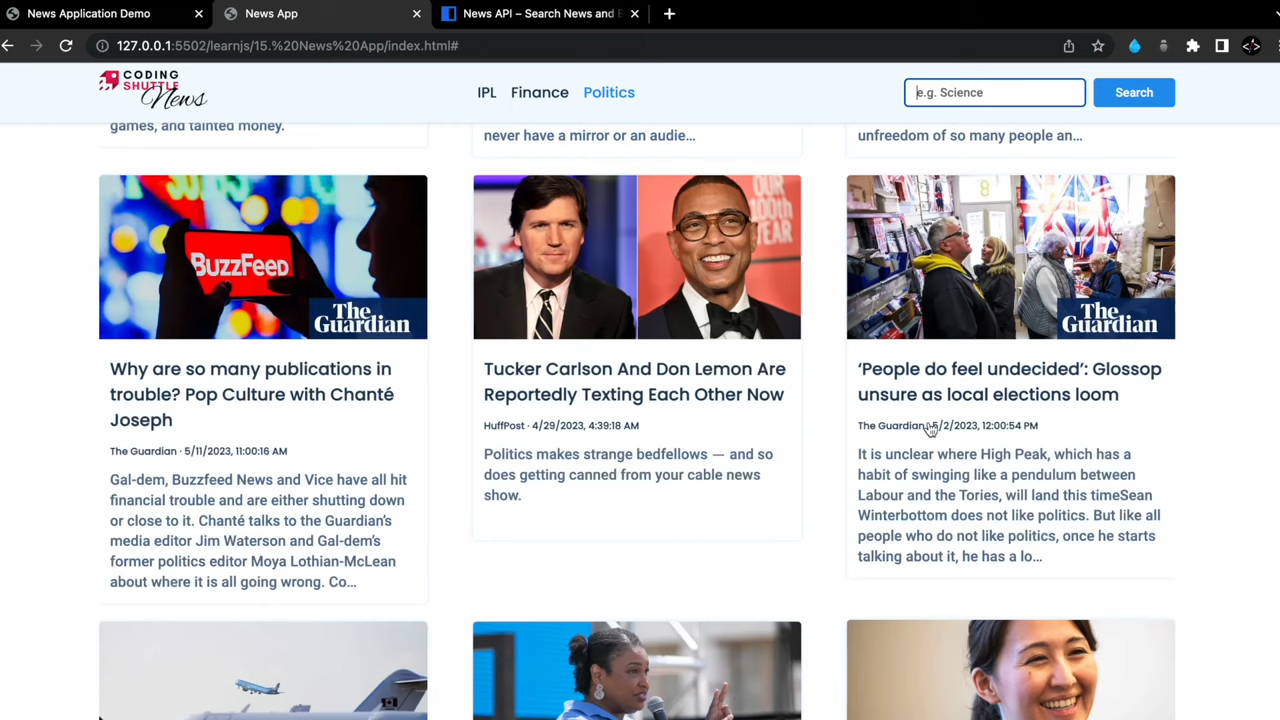 News Application Demo
News App
News API – Search News and
127.0.0.1:5502/learnjs/15.%20News%20App/index.html#
CODING
SHUTTLE
News
IPL
Finance
Politics
e.g. Science
Search
games, and tainted money.
never have a mirror or an audie...
unfreedom of so many people an...
BuzzFeed
The
Guardian
Why are so many publications in
trouble? Pop Culture with Chanté
Joseph
The Guardian · 5/11/2023, 11:00:16 AM
Gal-dem, Buzzfeed News and Vice have all hit
financial trouble and are either shutting down
or close to it. Chanté talks to the Guardian's
media editor Jim Waterson and Gal-dem's
former politics editor Moya Lothian-McLean
about where it is all going wrong. Co...
OUR
100th
YEAR
Tucker Carlson And Don Lemon Are
Reportedly Texting Each Other Now
HuffPost · 4/29/2023, 4:39:18 AM
Politics makes strange bedfellows — and so
does getting canned from your cable news
show.
8
The
Guardian
‘People do feel undecided’: Glossop
unsure as local elections loom
The Guardian · 5/2/2023, 12:00:54 PM
It is unclear where High Peak, which has a
habit of swinging like a pendulum between
Labour and the Tories, will land this timeSean
Winterbottom does not like politics. But like all
people who do not like politics, once he starts
talking about it, he has a lo...